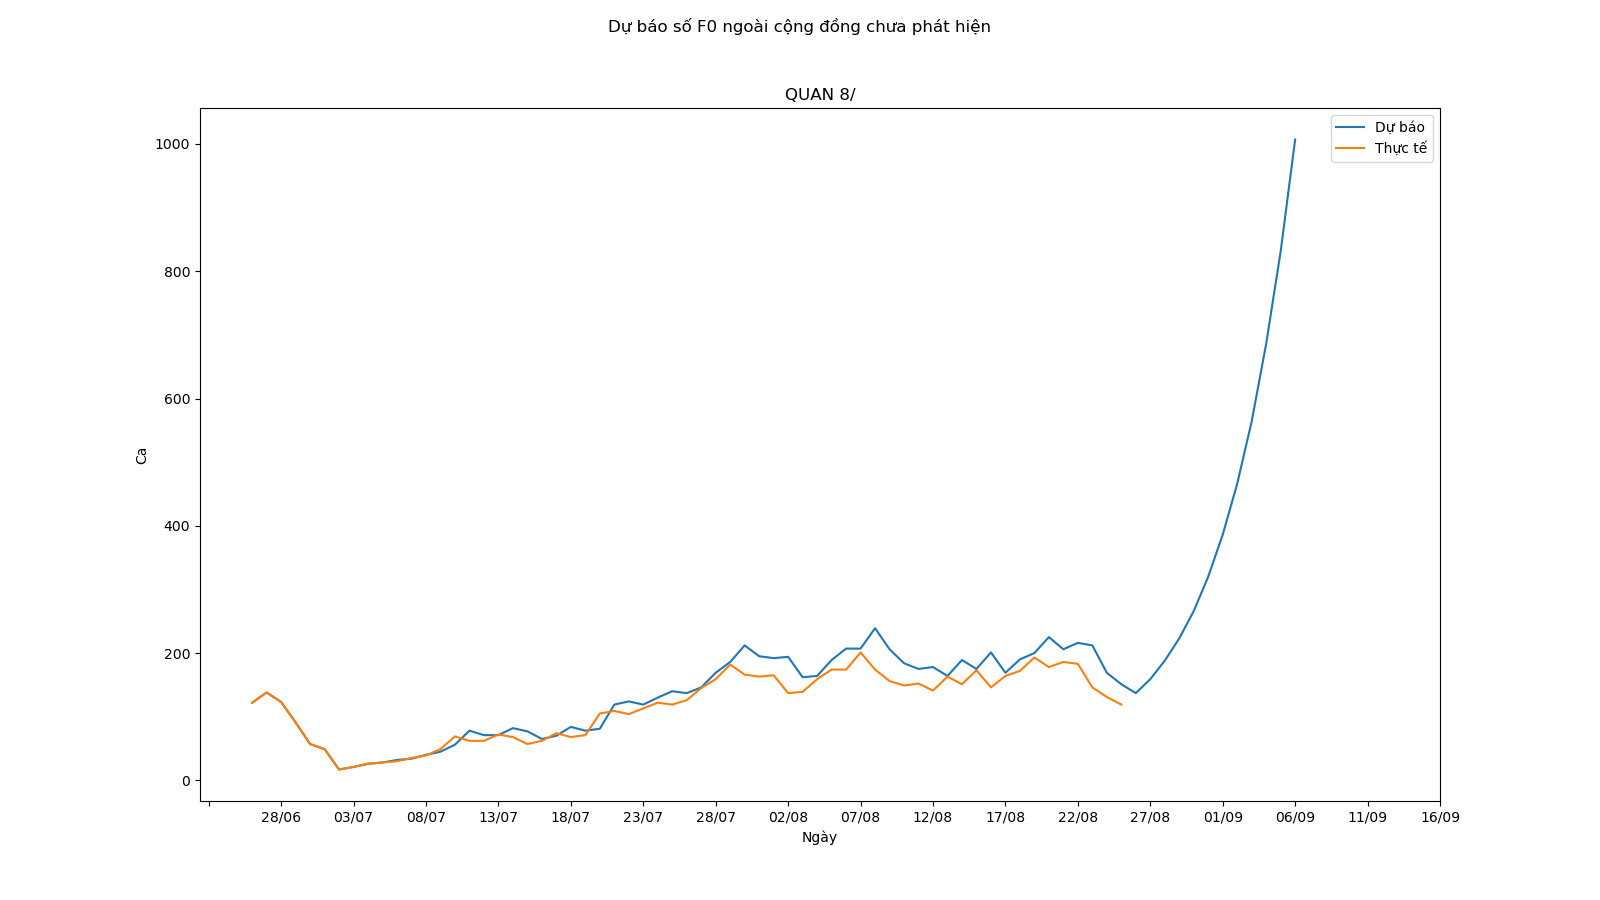 Dự báo số F0 ngoài cộng đồng chưa phát hiện
QUAN 8/
Dự báo
Thực tế
1000
800
600
400
200
0
Ca
28/06 03/07 08/07 13/07 18/07 23/07 28/07 02/08 07/08 12/08 17/08 22/08 27/08 01/09 06/09 11/09 16/09
Ngày